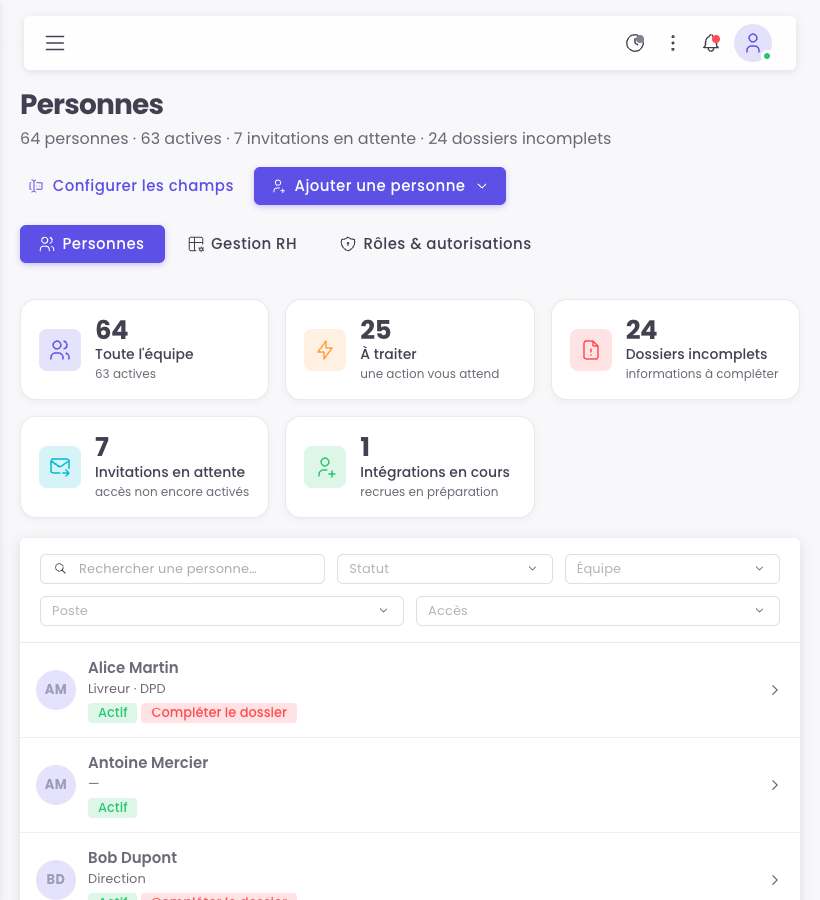 Personnes
64 personnes · 63 actives · 7 invitations en attente · 24 dossiers incomplets
Configurer les champs
Ajouter une personne
Personnes
Gestion RH
Rôles & autorisations
64
Toute l'équipe
63 actives
25
À traiter
une action vous attend
24
Dossiers incomplets
informations à compléter
7
Invitations en attente
accès non encore activés
1
Intégrations en cours
recrues en préparation
Rechercher une personne...
Statut
Équipe
Poste
Accès
AM
Alice Martin
Livreur · DPD
Actif
Compléter le dossier
AM
Antoine Mercier
—
Actif
BD
Bob Dupont
Direction
Actif
Compléter le dossier